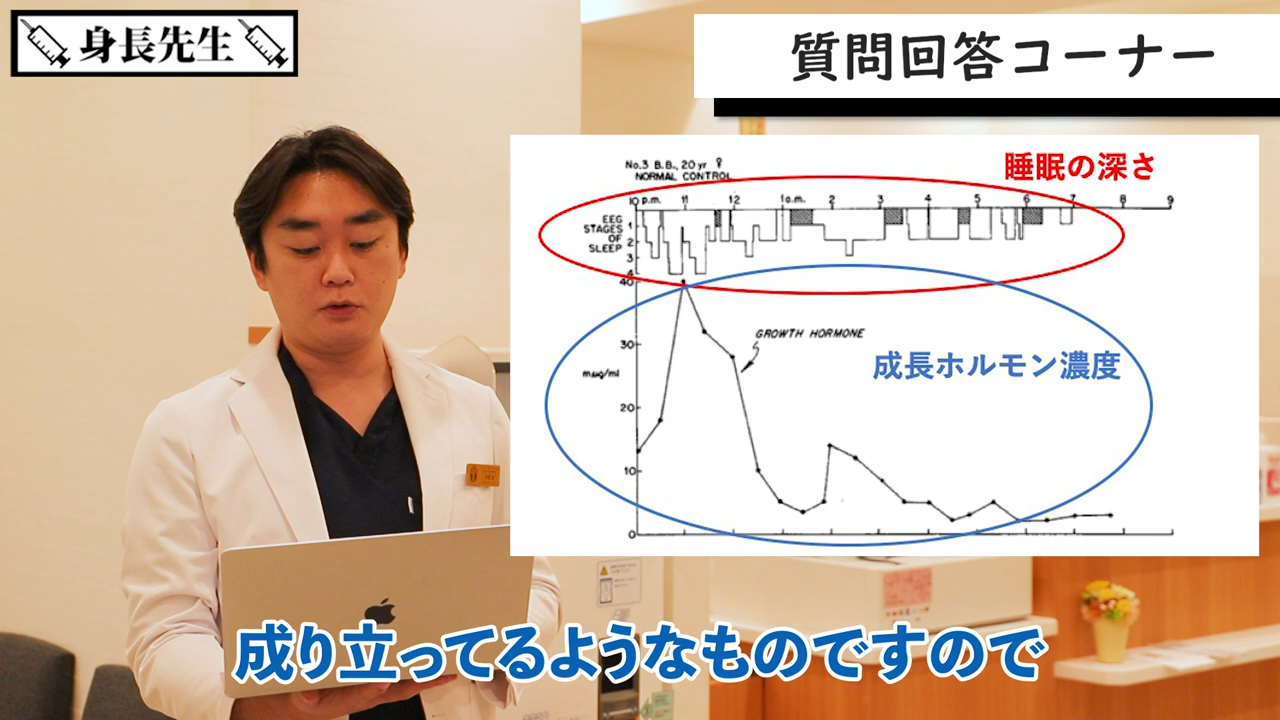 身長先生
質問回答コーナー
睡眠の深さ
No.3 B.B., 20 yr ♀
NORMAL CONTROL
10 p.m. 11 12 1 a.m. 2 3 4 5 6 7 8 9
EEG
STAGES
OF
SLEEP
1
2
3
4
40
30
20
10
0
mµg/ml
GROWTH HORMONE
成長ホルモン濃度
成り立ってるようなものですので